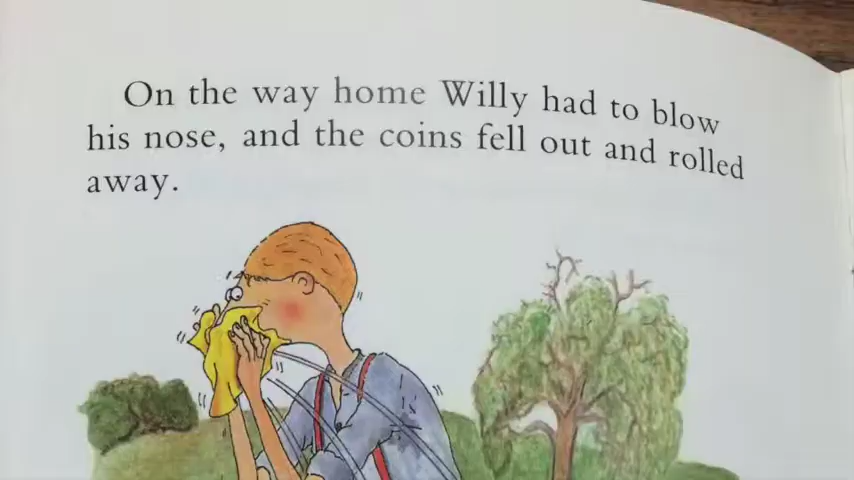 On the way home Willy had to blow
his nose, and the coins fell out and rolled
away.